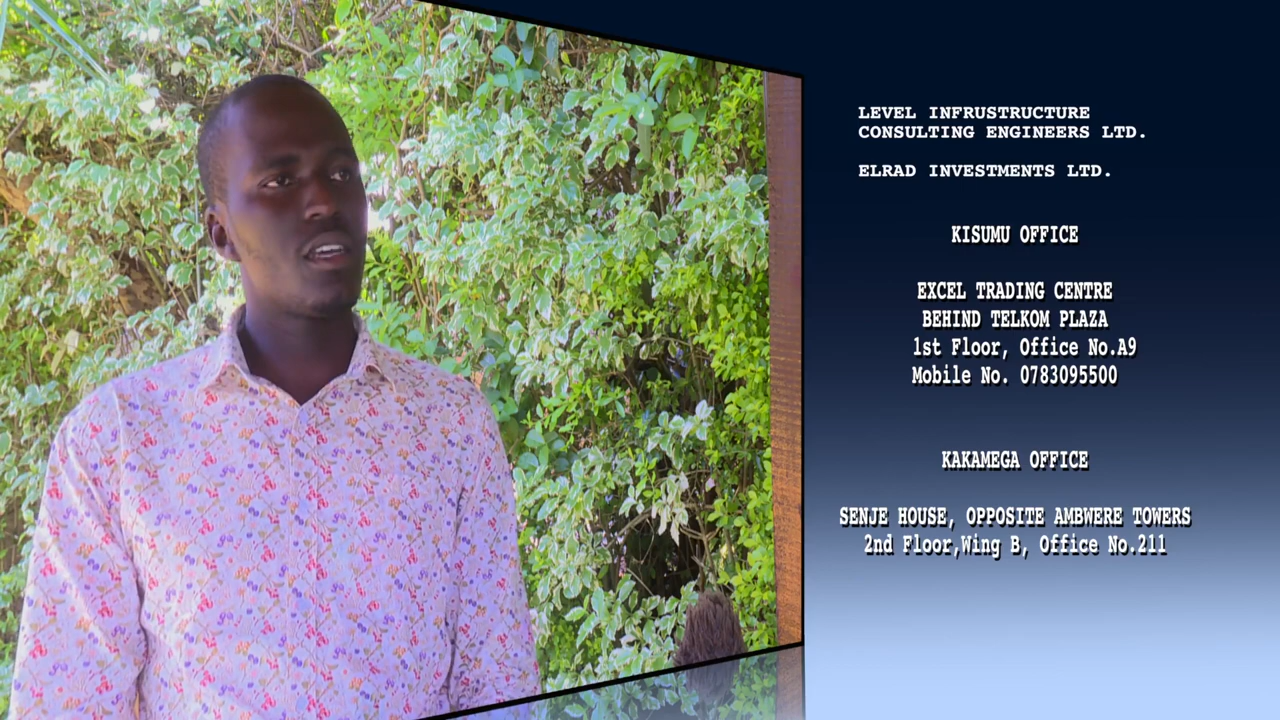 LEVEL INFRUSTRUCTURE
CONSULTING ENGINEERS LTD.
ELRAD INVESTMENTS LTD.
KISUMU OFFICE
EXCEL TRADING CENTRE
BEHIND TELKOM PLAZA
1st Floor, Office No.A9
Mobile No. 0783095500
KAKAMEGA OFFICE
SENJE HOUSE, OPPOSITE AMBWERE TOWERS
2nd Floor,Wing B, Office No.211